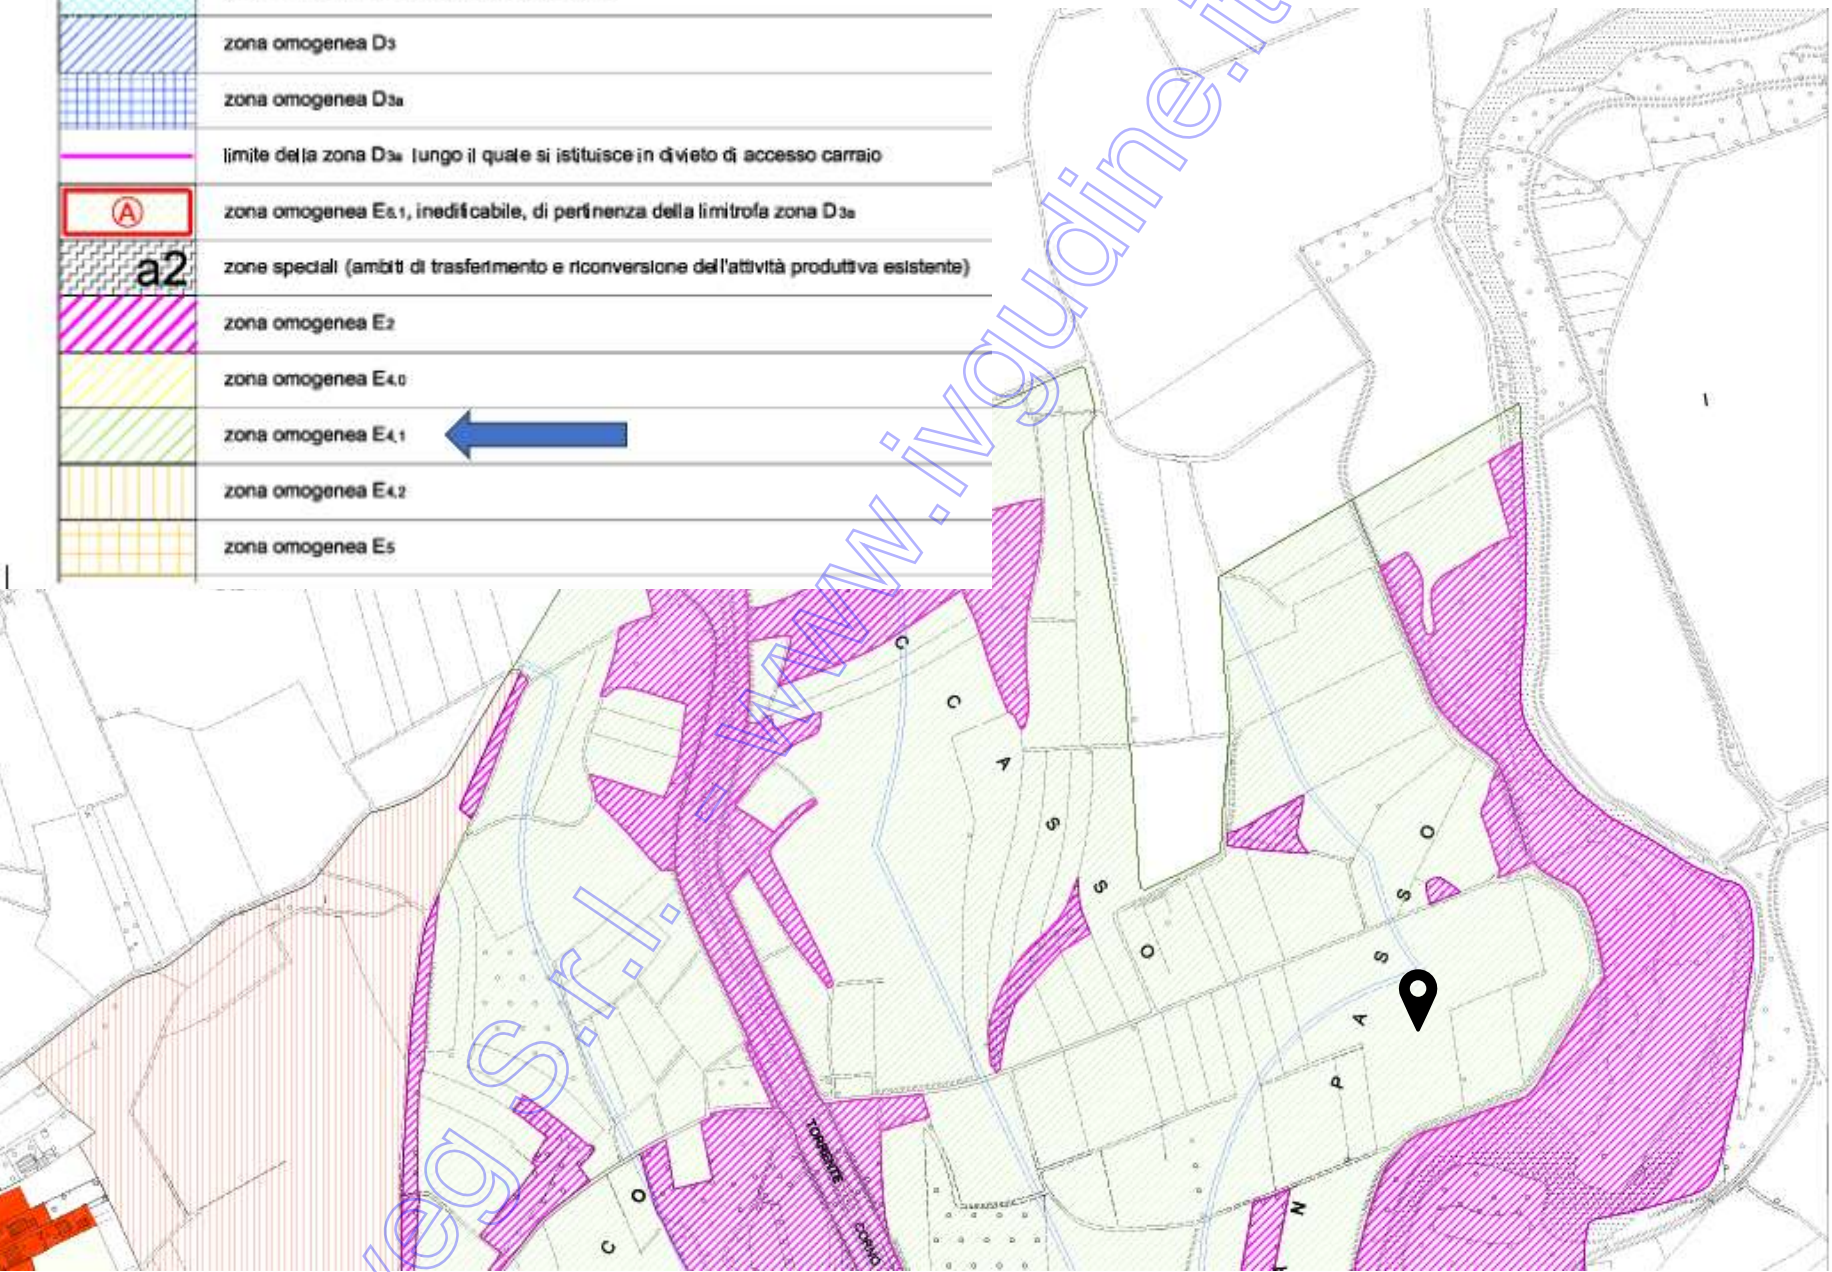 zona omogenea D3
zona omogenea D3a
limite della zona D3a lungo il quale si istituisce in divieto di accesso carraio
A
zona omogenea E6.1, inedificabile, di pertinenza della limitrofa zona D3a
a2
zone speciali (ambiti di trasferimento e riconversione dell'attività produttiva esistente)
zona omogenea E2
zona omogenea E4.0
zona omogenea E4.1
zona omogenea E4.2
zona omogenea E5
C C A S S O
P A S S O
TORRENTE
CORNO
C O
N
I
veg S.r.l. - www.ivgudine.it